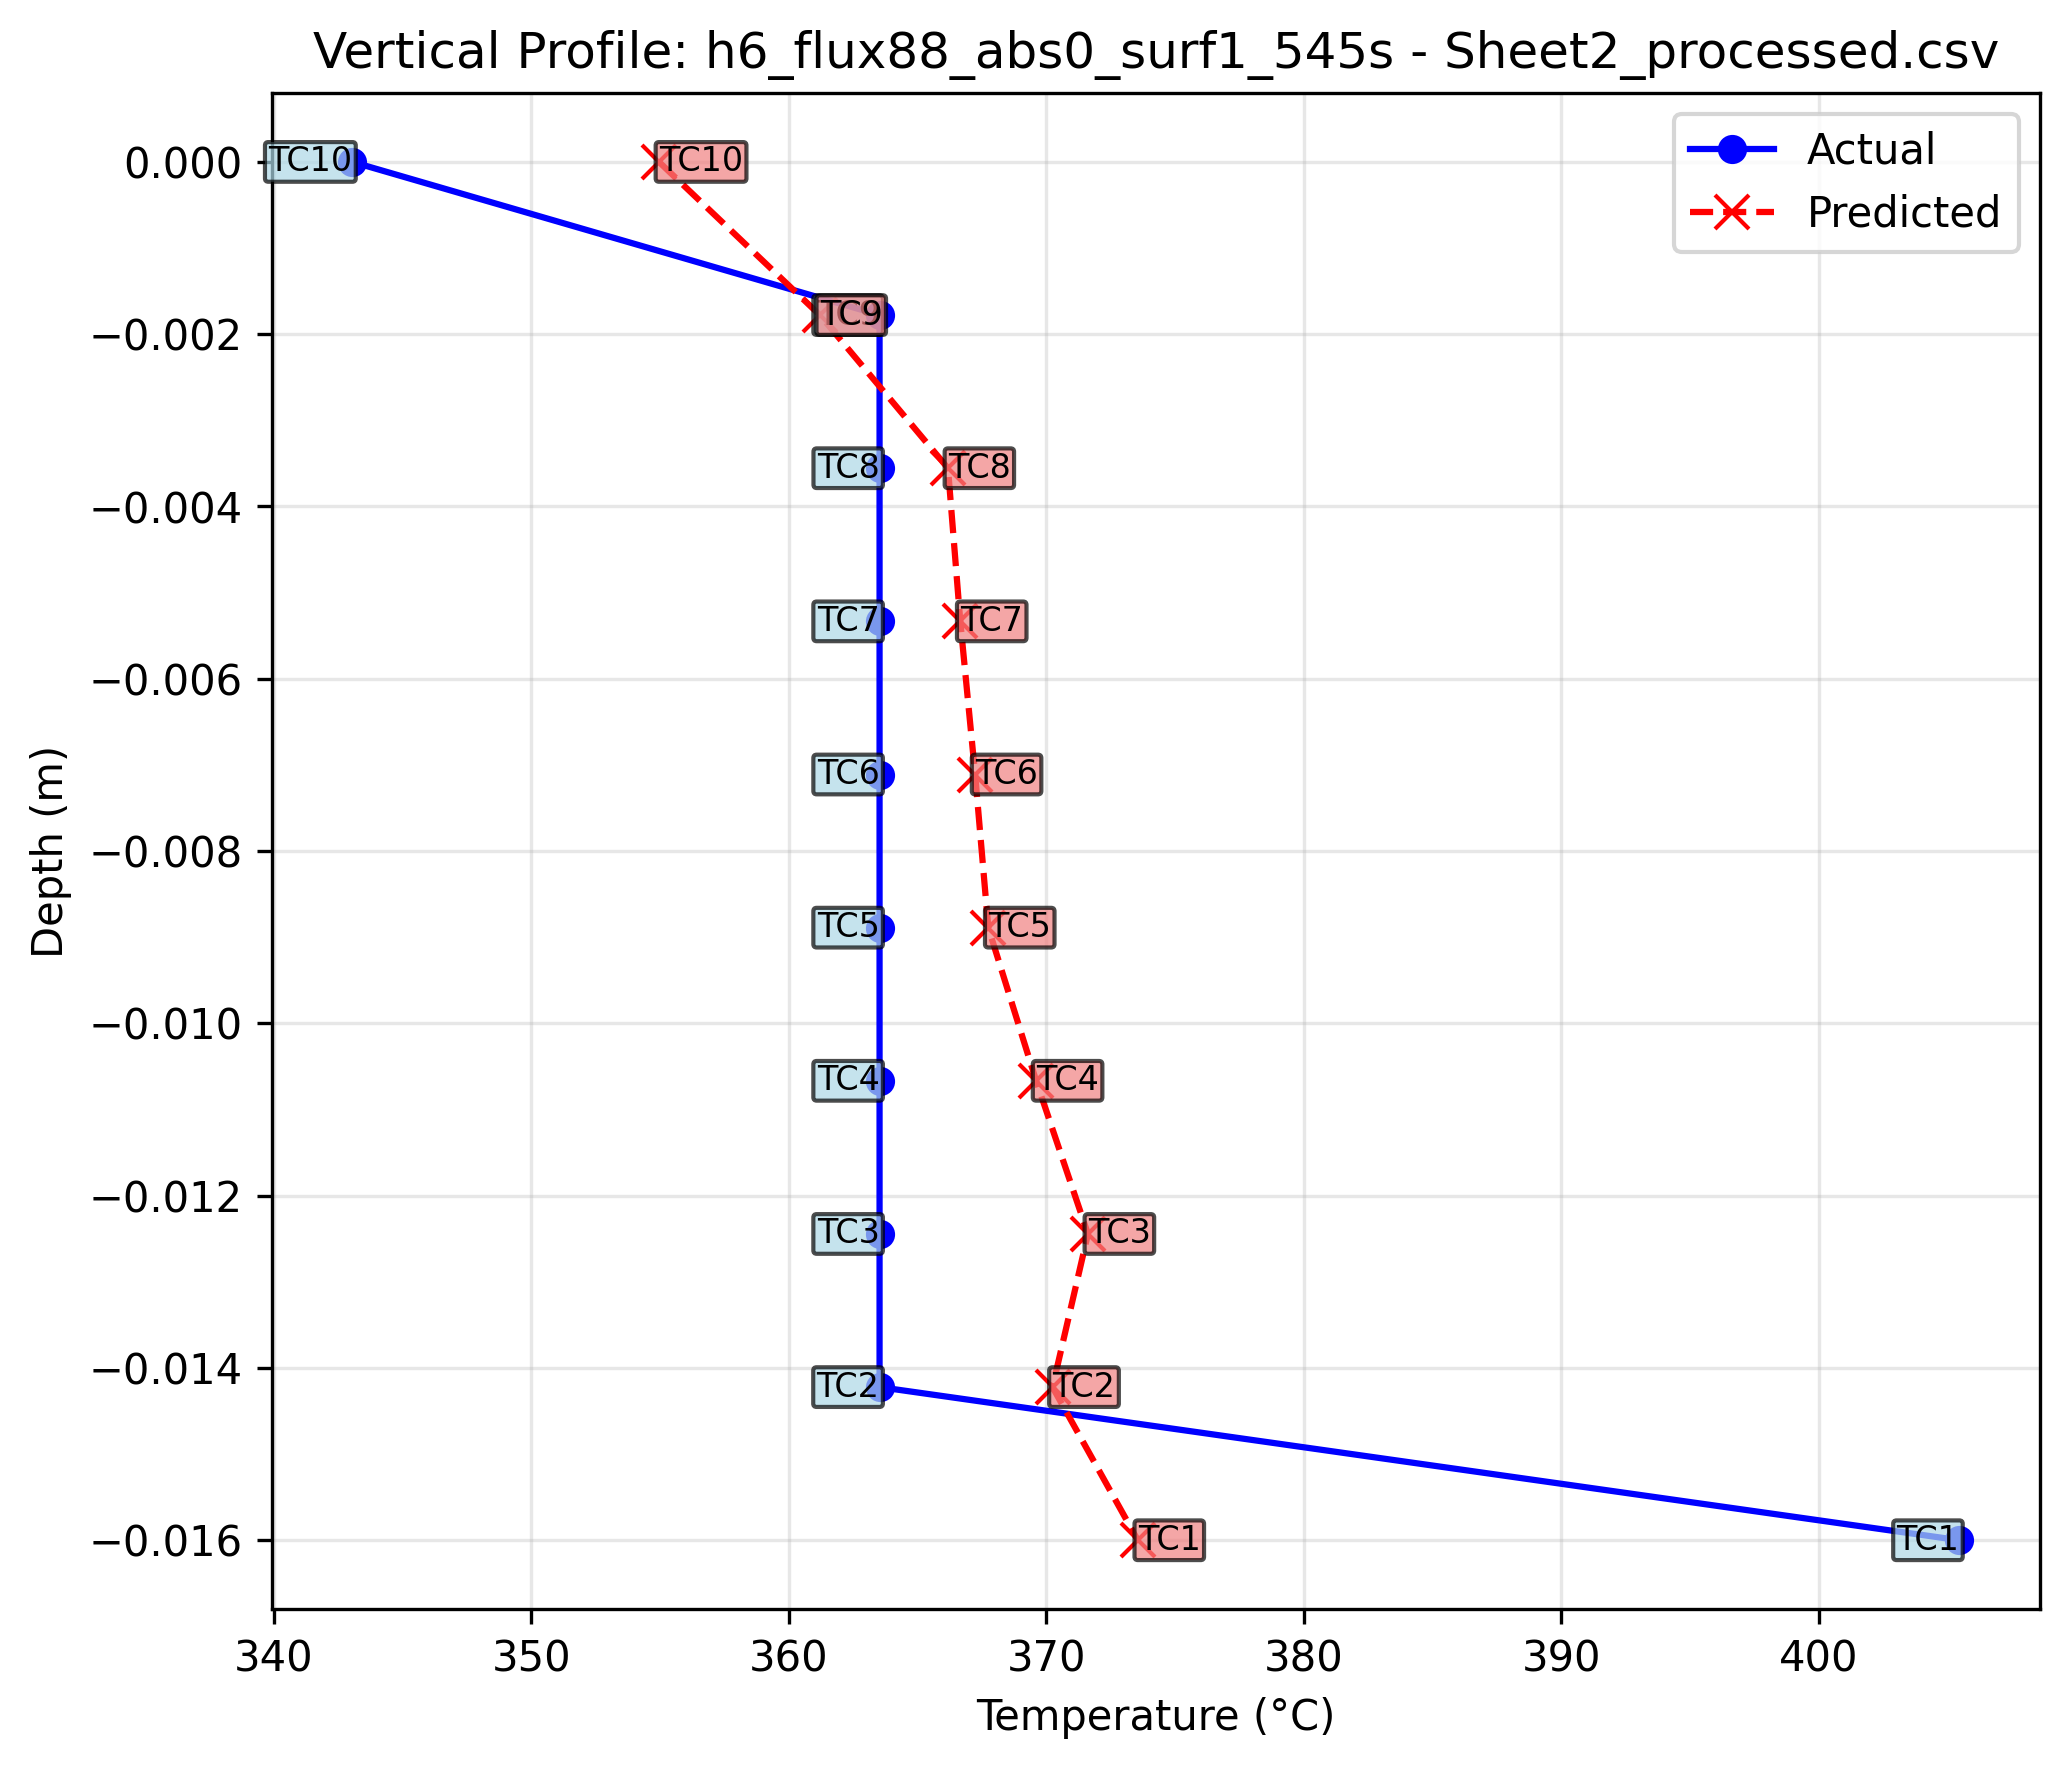 Vertical Profile: h6_flux88_abs0_surf1_545s - Sheet2_processed.csv
Actual
Predicted
0.000
−0.002
−0.004
−0.006
−0.008
−0.010
−0.012
−0.014
−0.016
Depth (m)
TC10 TC10
TC9
TC8 TC8
TC7 TC7
TC6 TC6
TC5 TC5
TC4 TC4
TC3 TC3
TC2 TC2
TC1 TC1
340 350 360 370 380 390 400
Temperature (°C)